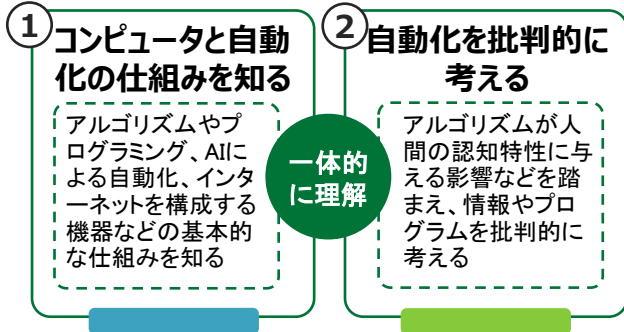 ①
コンピュータと自動
化の仕組みを知る
アルゴリズムやプ
ログラミング、AIに
よる自動化、インタ
ーネットを構成する
機器などの基本的
な仕組みを知る
一体的
に理解
②
自動化を批判的に
考える
アルゴリズムが人
間の認知特性に与
える影響などを踏
まえ、情報やプロ
グラムを批判的に
考える